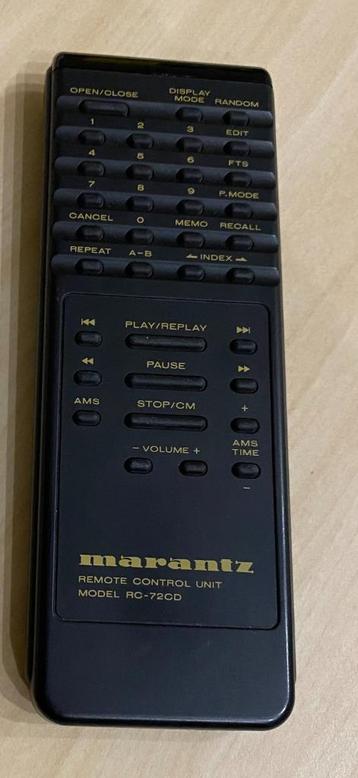 OPEN/CLOSE DISPLAY MODE RANDOM
1 2 3 EDIT
4 5 6 FTS
7 8 9 P.MODE
CANCEL 0 MEMO RECALL
REPEAT A-B INDEX
PLAY/REPLAY
PAUSE
AMS STOP/CM +
- VOLUME + AMS TIME
-
marantz
REMOTE CONTROL UNIT
MODEL RC-72CD